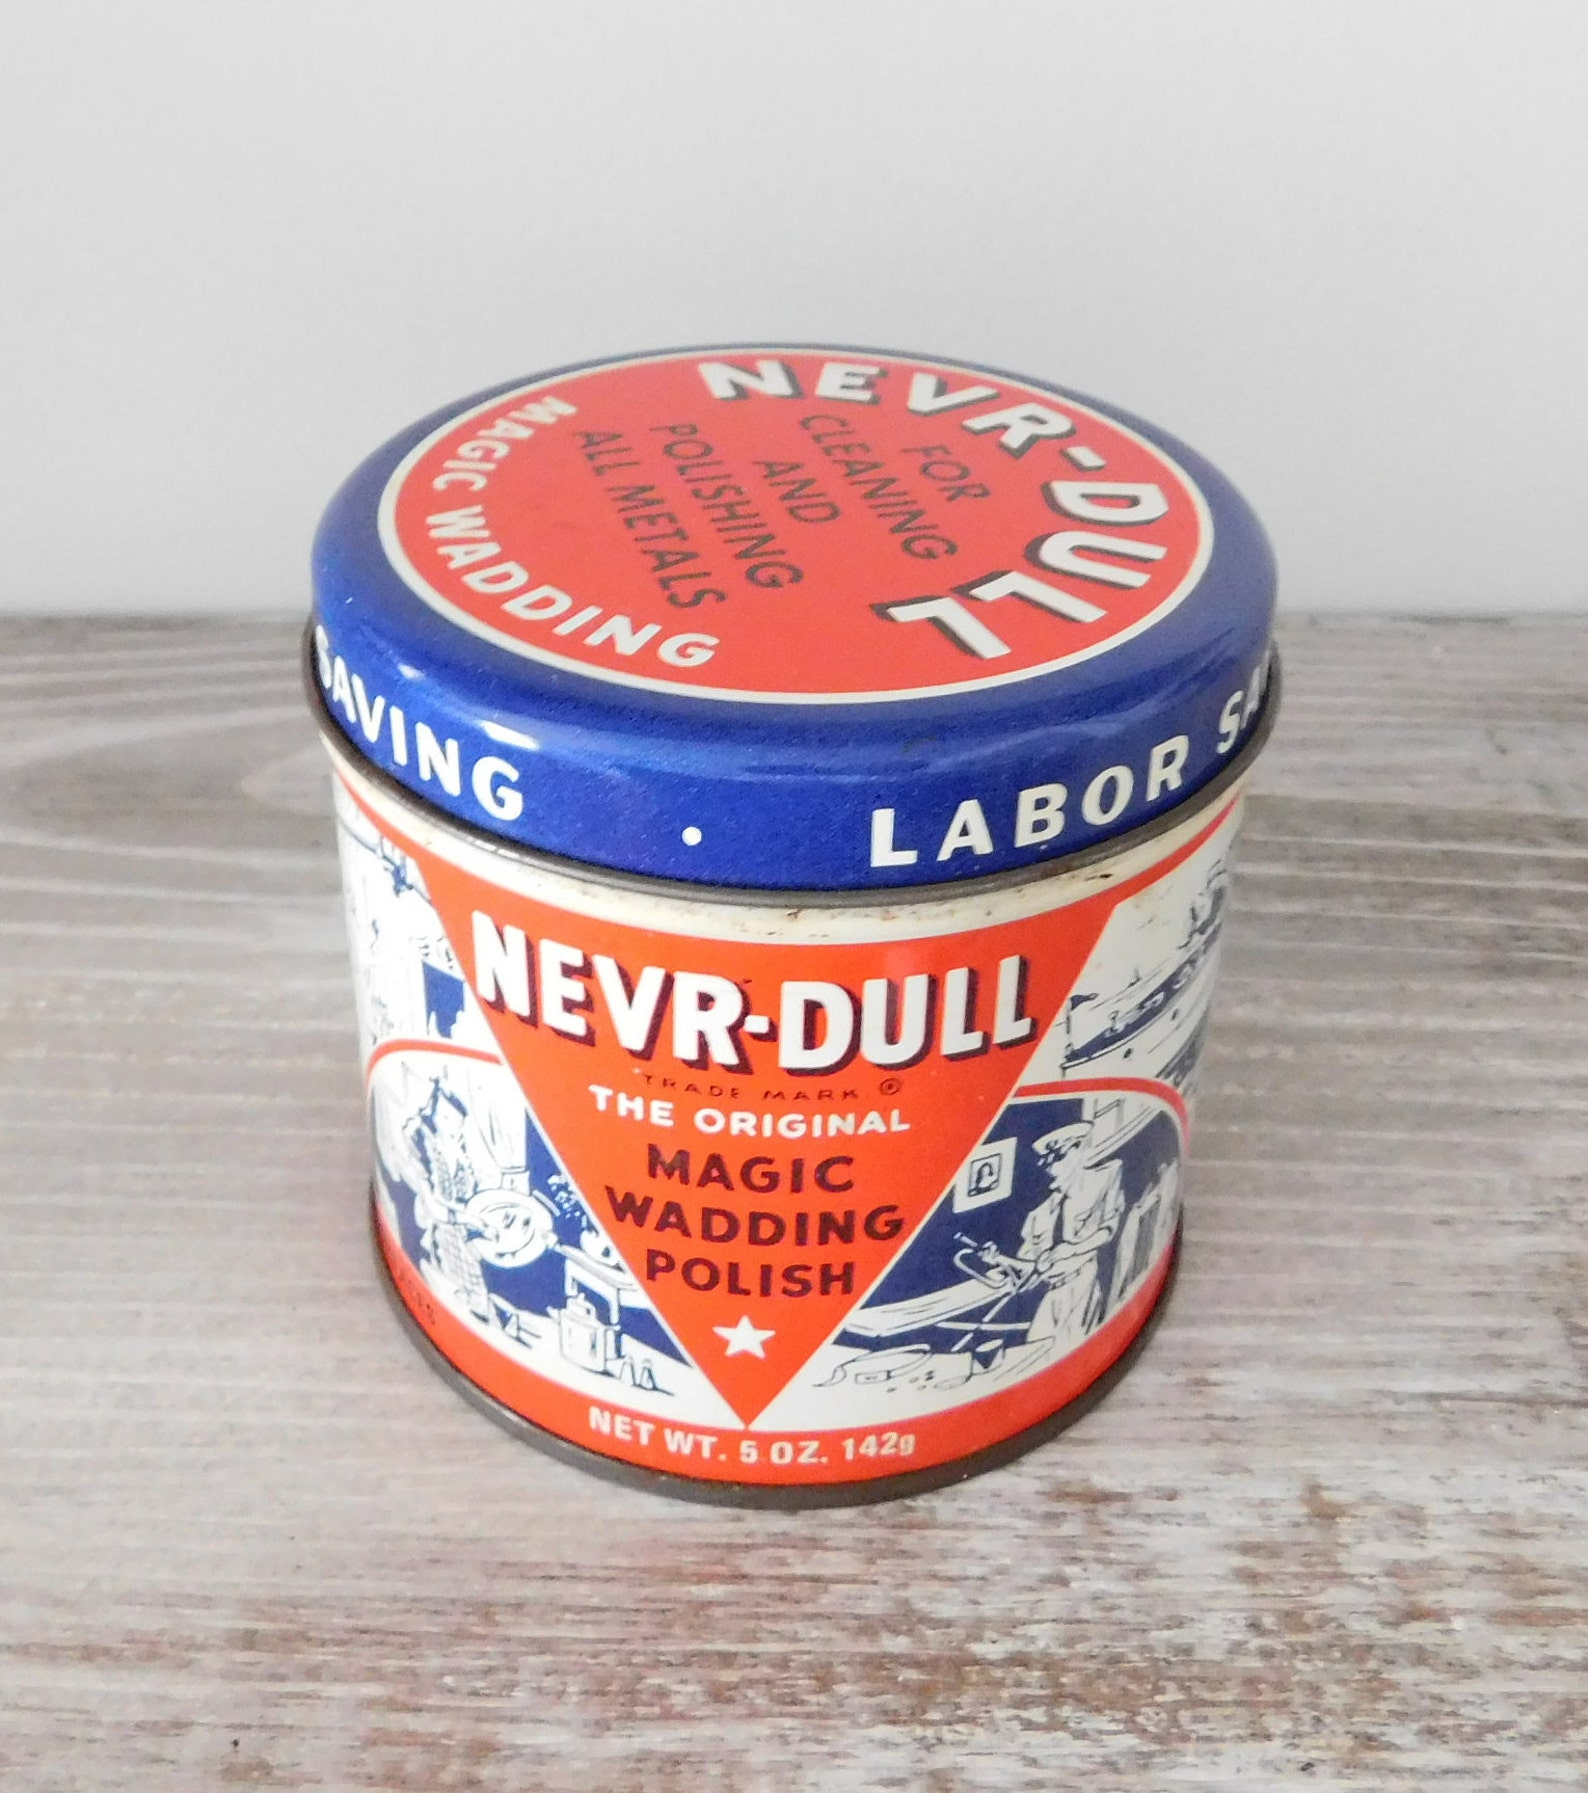 NEVR-DULL
FOR
CLEANING
AND
POLISHING
ALL METALS
MAGIC WADDING
SAVING • LABOR
NEVR-DULL
TRADE MARK ®
THE ORIGINAL
MAGIC
WADDING
POLISH
NET WT. 5 OZ. 142g